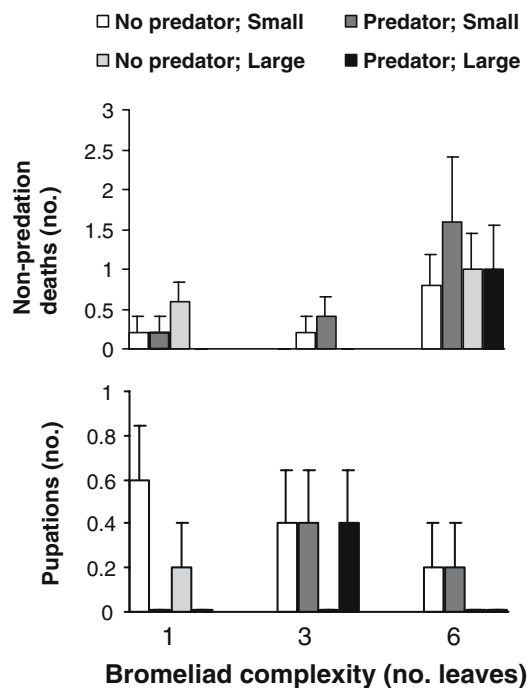 No predator; Small Predator; Small
No predator; Large Predator; Large
Non-predation
deaths (no.)
3
2.5
2
1.5
1
0.5
0
Pupations (no.)
1
0.8
0.6
0.4
0.2
0
1 3 6
Bromeliad complexity (no. leaves)